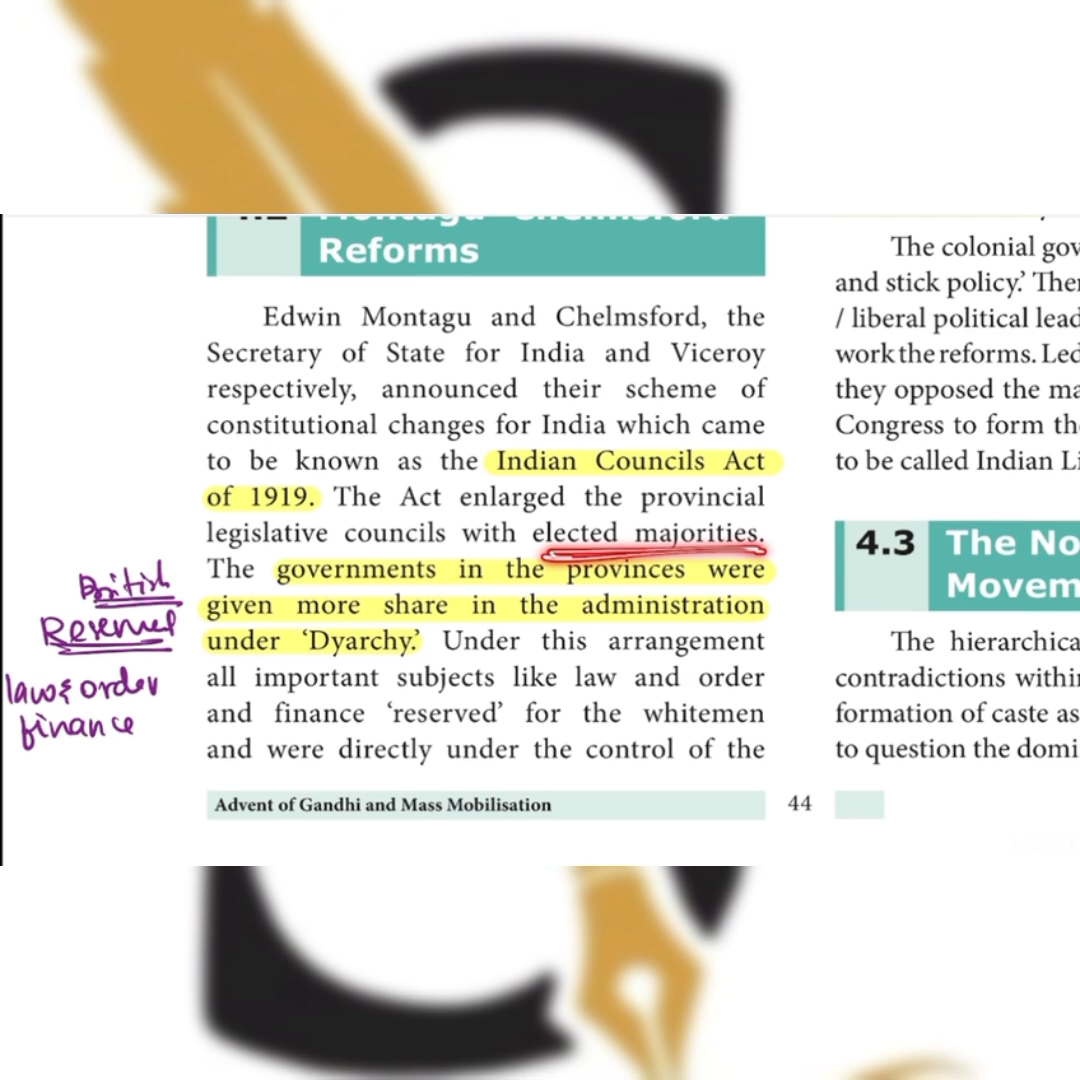 Reforms
Edwin Montagu and Chelmsford, the
Secretary of State for India and Viceroy
respectively, announced their scheme of
constitutional changes for India which came
to be known as the Indian Councils Act
of 1919. The Act enlarged the provincial
legislative councils with elected majorities.
The governments in the provinces were
given more share in the administration
under ‘Dyarchy.’ Under this arrangement
all important subjects like law and order
and finance ‘reserved’ for the whitemen
and were directly under the control of the
British
law & order
finance
Advent of Gandhi and Mass Mobilisation
44
The colonial gov
and stick policy.’ Ther
/ liberal political lead
work the reforms. Led
they opposed the ma
Congress to form the
to be called Indian Li
4.3 The No
Movem
The hierarchica
contradictions within
formation of caste as
to question the domi